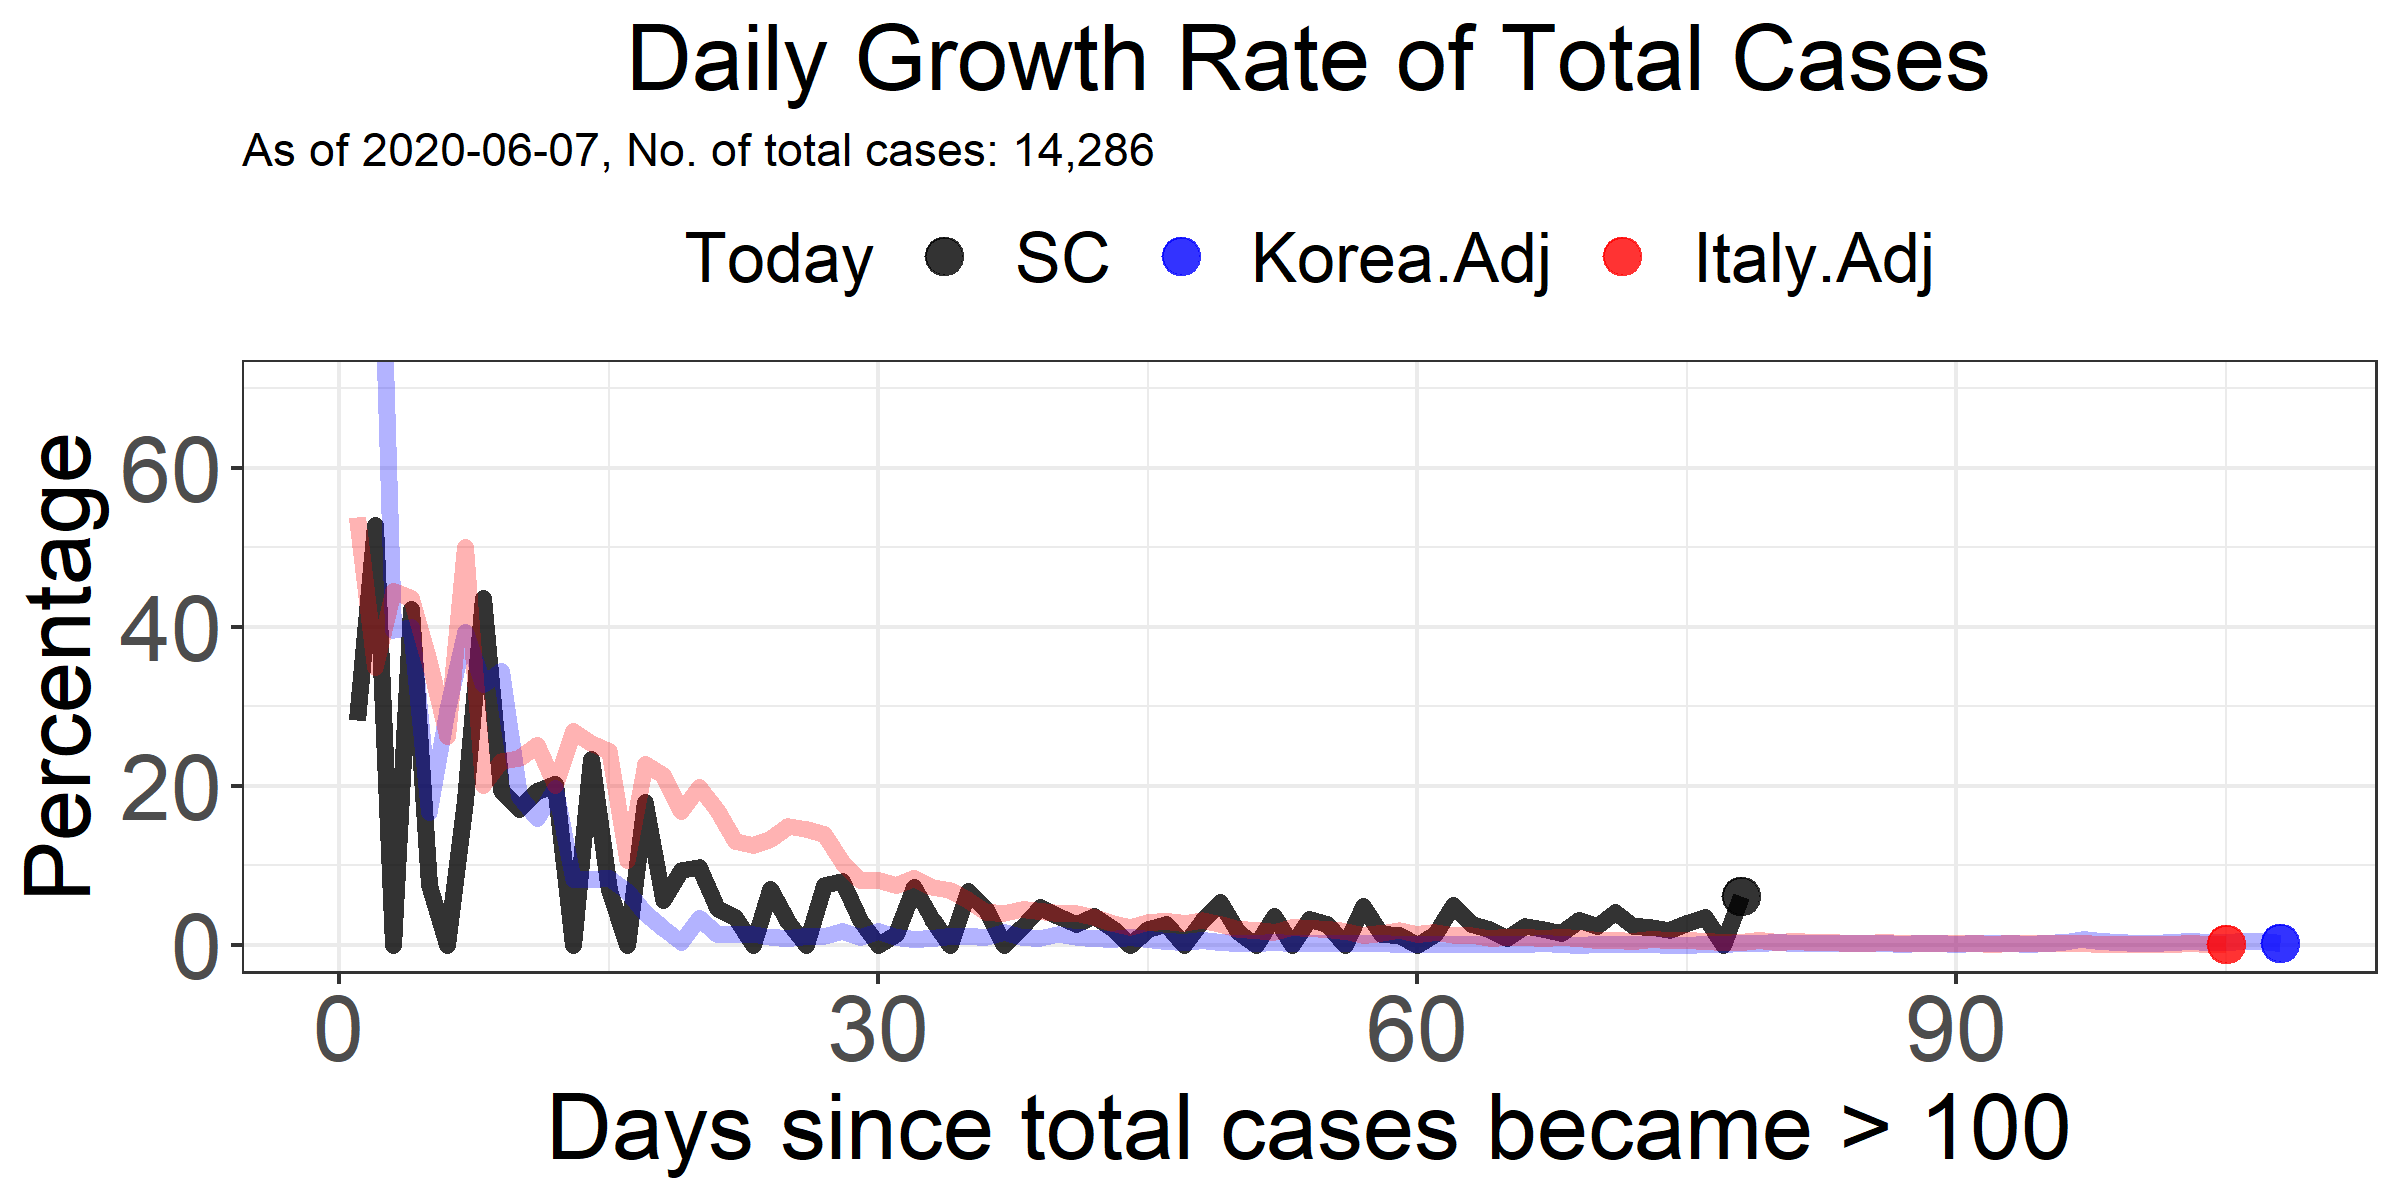 Daily Growth Rate of Total Cases
As of 2020-06-07, No. of total cases: 14,286
Today SC Korea.Adj Italy.Adj
Percentage
60
40
20
0
0 30 60 90
Days since total cases became > 100